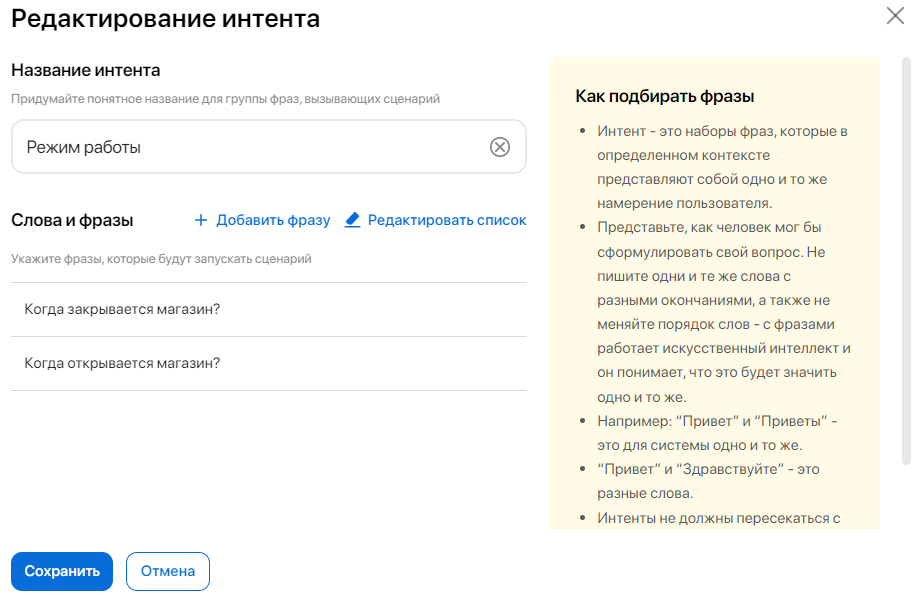 Редактирование интента
Название интента
Придумайте понятное название для группы фраз, вызывающих сценарий
Режим работы
Слова и фразы
Добавить фразу
Редактировать список
Укажите фразы, которые будут запускать сценарий
Когда закрывается магазин?
Когда открывается магазин?
Сохранить
Отмена
Как подбирать фразы
• Интент - это наборы фраз, которые в
определенном контексте
представляют собой одно и то же
намерение пользователя.
• Представьте, как человек мог бы
сформулировать свой вопрос. Не
пишите одни и те же слова с
разными окончаниями, а также не
меняйте порядок слов - с фразами
работает искусственный интеллект и
он понимает, что это будет значить
одно и то же.
• Например: “Привет” и “Приветы” -
это для системы одно и то же.
• “Привет” и “Здравствуйте” - это
разные слова.
• Интенты не должны пересекаться с